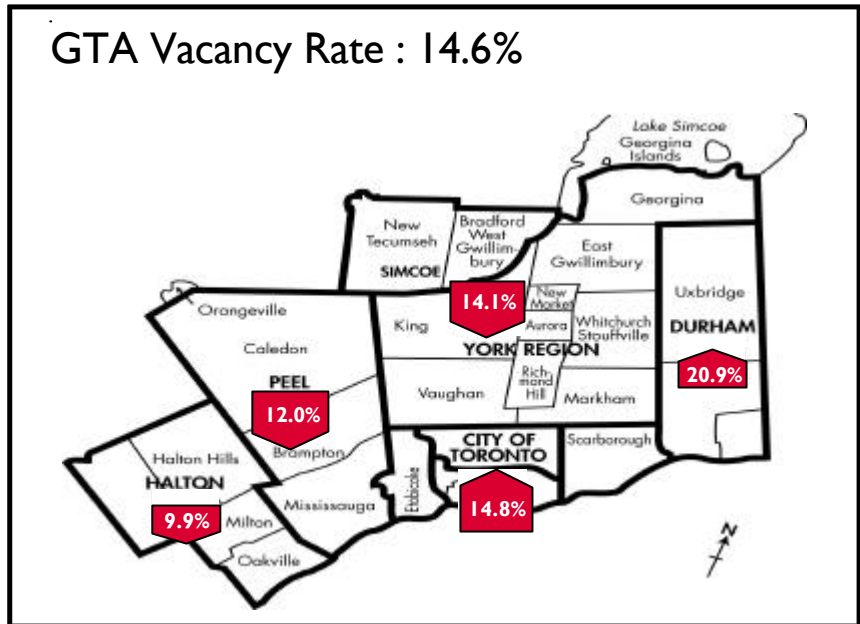 GTA Vacancy Rate : 14.6%
Lake Simcoe
Georgina
Islands
Georgina
New
Tecumseh
Bradford
West
Gwillim-
bury
SIMCOE
East
Gwillimbury
Uxbridge
DURHAM
20.9%
Orangeville
Caledon
PEEL
12.0%
Brampton
King
14.1%
New
Market
Aurora
Whitchurch
Stouffville
YORK REGION
Vaughan
Rich-
mond
Hill
Markham
CITY OF
TORONTO
14.8%
Scarborough
Etobicoke
Halton Hills
HALTON
9.9%
Milton
Mississauga
Oakville
N